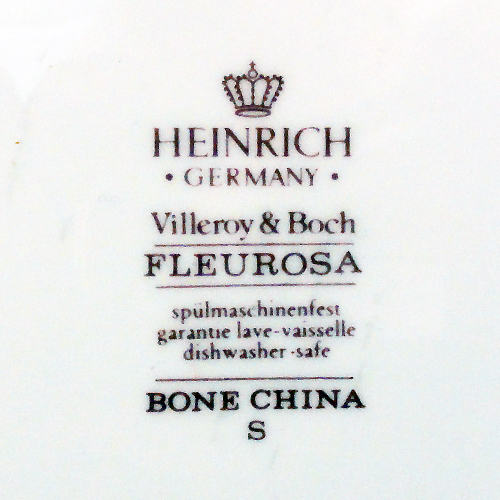 HEINRICH
• GERMANY •
Villeroy & Boch
FLEUROSA
spülmaschinenfest
garantie lave-vaisselle
dishwasher-safe
BONE CHINA
S